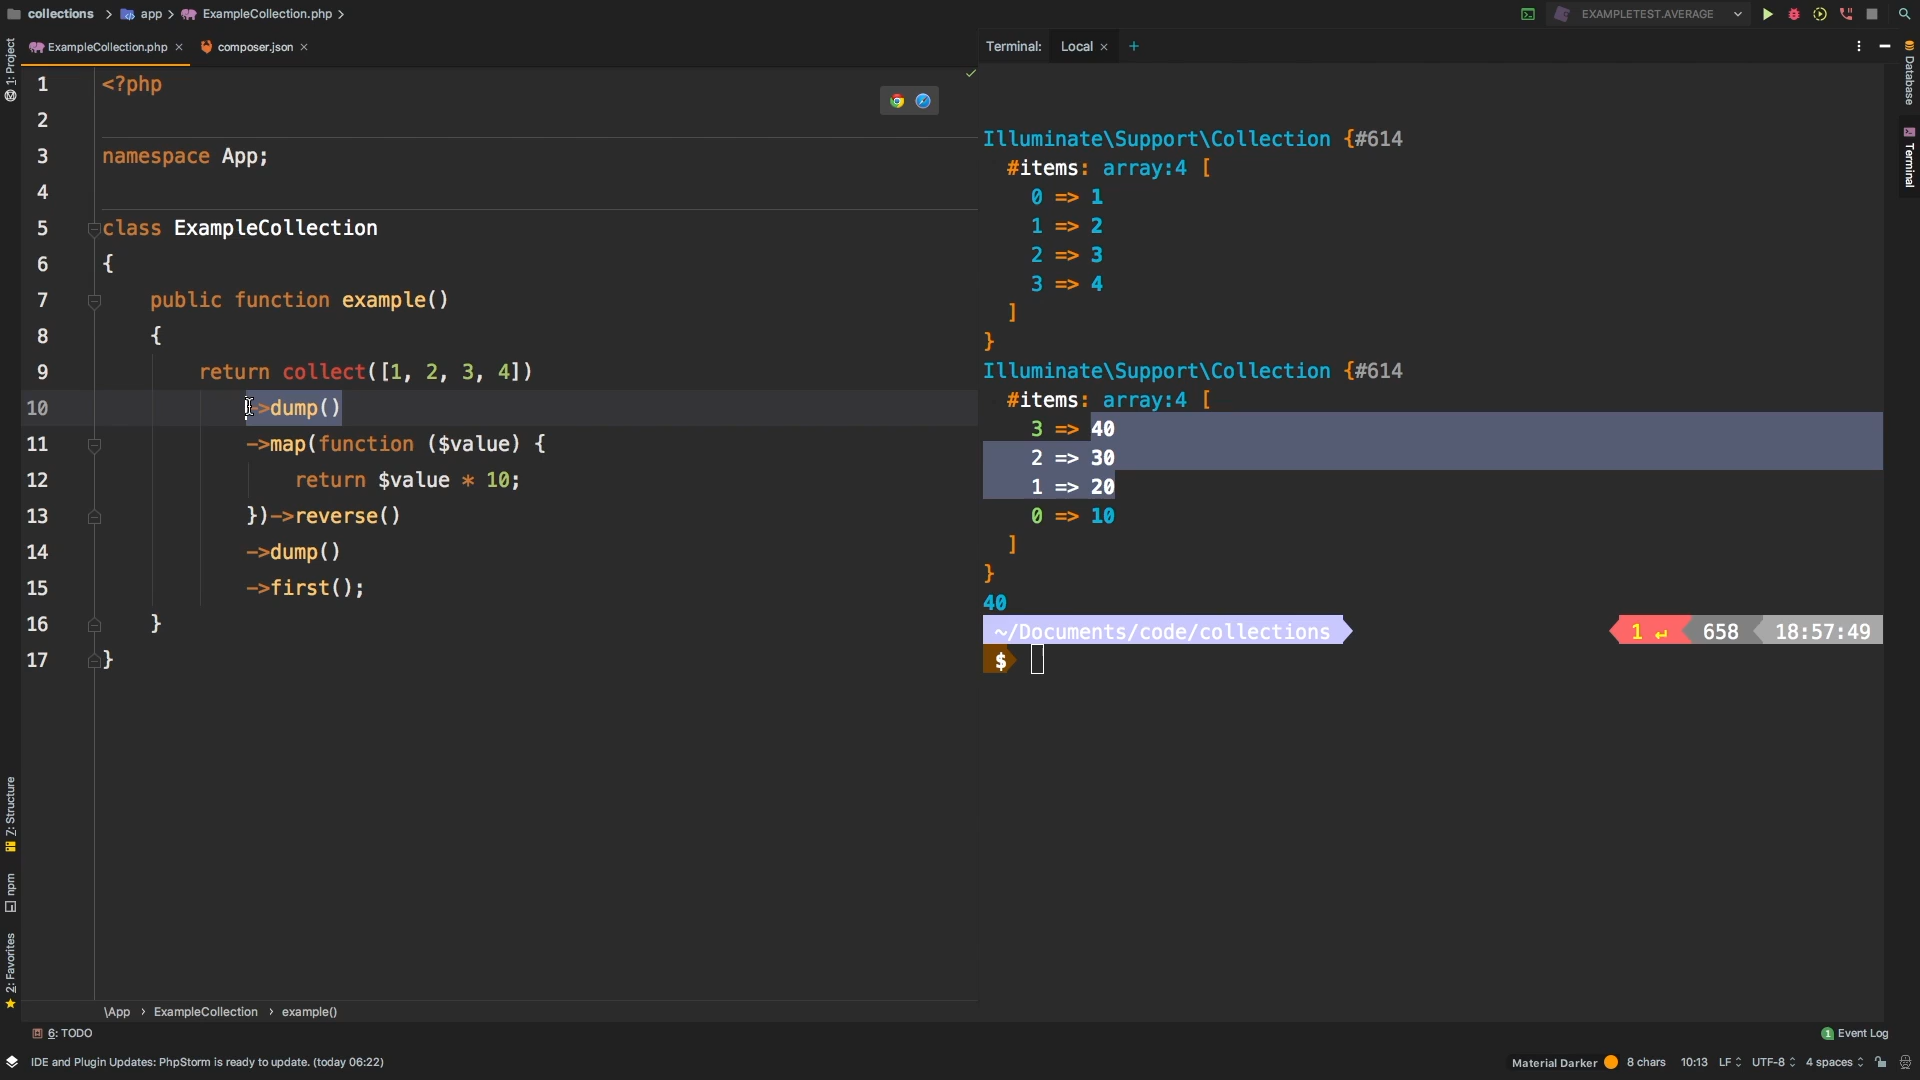 collections > app > ExampleCollection.php >
EXAMPLETEST.AVERAGE
ExampleCollection.php ×
composer.json ×
Terminal: Local × +
1: Project
Z: Structure
npm
2: Favorites
Database
Terminal
1 <?php
2
3 namespace App;
4
5 class ExampleCollection
6 {
7 public function example()
8 {
9 return collect([1, 2, 3, 4])
10 ->dump()
11 ->map(function ($value) {
12 return $value * 10;
13 })->reverse()
14 ->dump()
15 ->first();
16 }
17 }
Illuminate\Support\Collection {#614
#items: array:4 [
0 => 1
1 => 2
2 => 3
3 => 4
]
}
Illuminate\Support\Collection {#614
#items: array:4 [
3 => 40
2 => 30
1 => 20
0 => 10
]
}
40
~/Documents/code/collections 1 ↵ 658 18:57:49
$
\App > ExampleCollection > example()
6: TODO
1 Event Log
IDE and Plugin Updates: PhpStorm is ready to update. (today 06:22)
Material Darker 8 chars 10:13 LF UTF-8 4 spaces